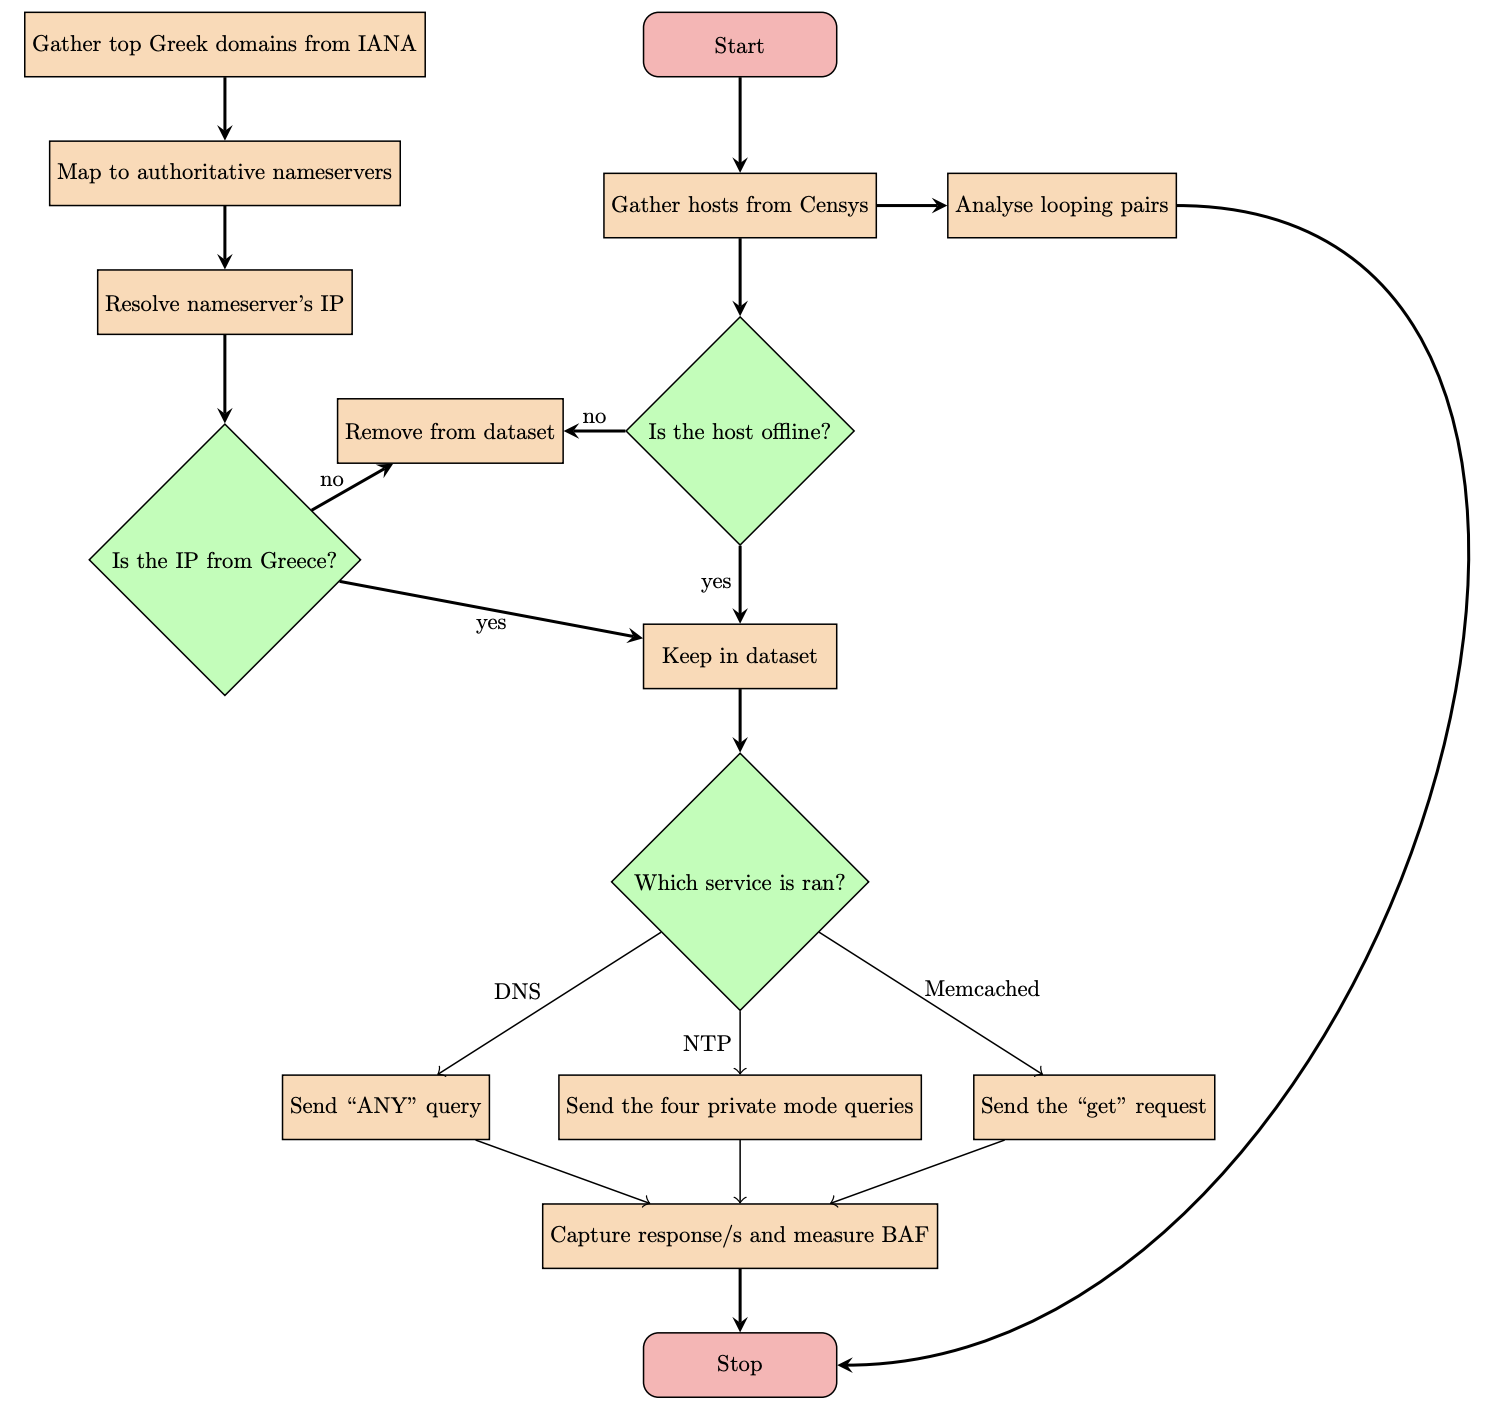 Gather top Greek domains from IANA
Start
Map to authoritative nameservers
Gather hosts from Censys
Analyse looping pairs
Resolve nameserver's IP
no
Remove from dataset
Is the host offline?
no
Is the IP from Greece?
yes
yes
Keep in dataset
Which service is ran?
DNS
Memcached
NTP
Send “ANY” query
Send the four private mode queries
Send the “get” request
Capture response/s and measure BAF
Stop